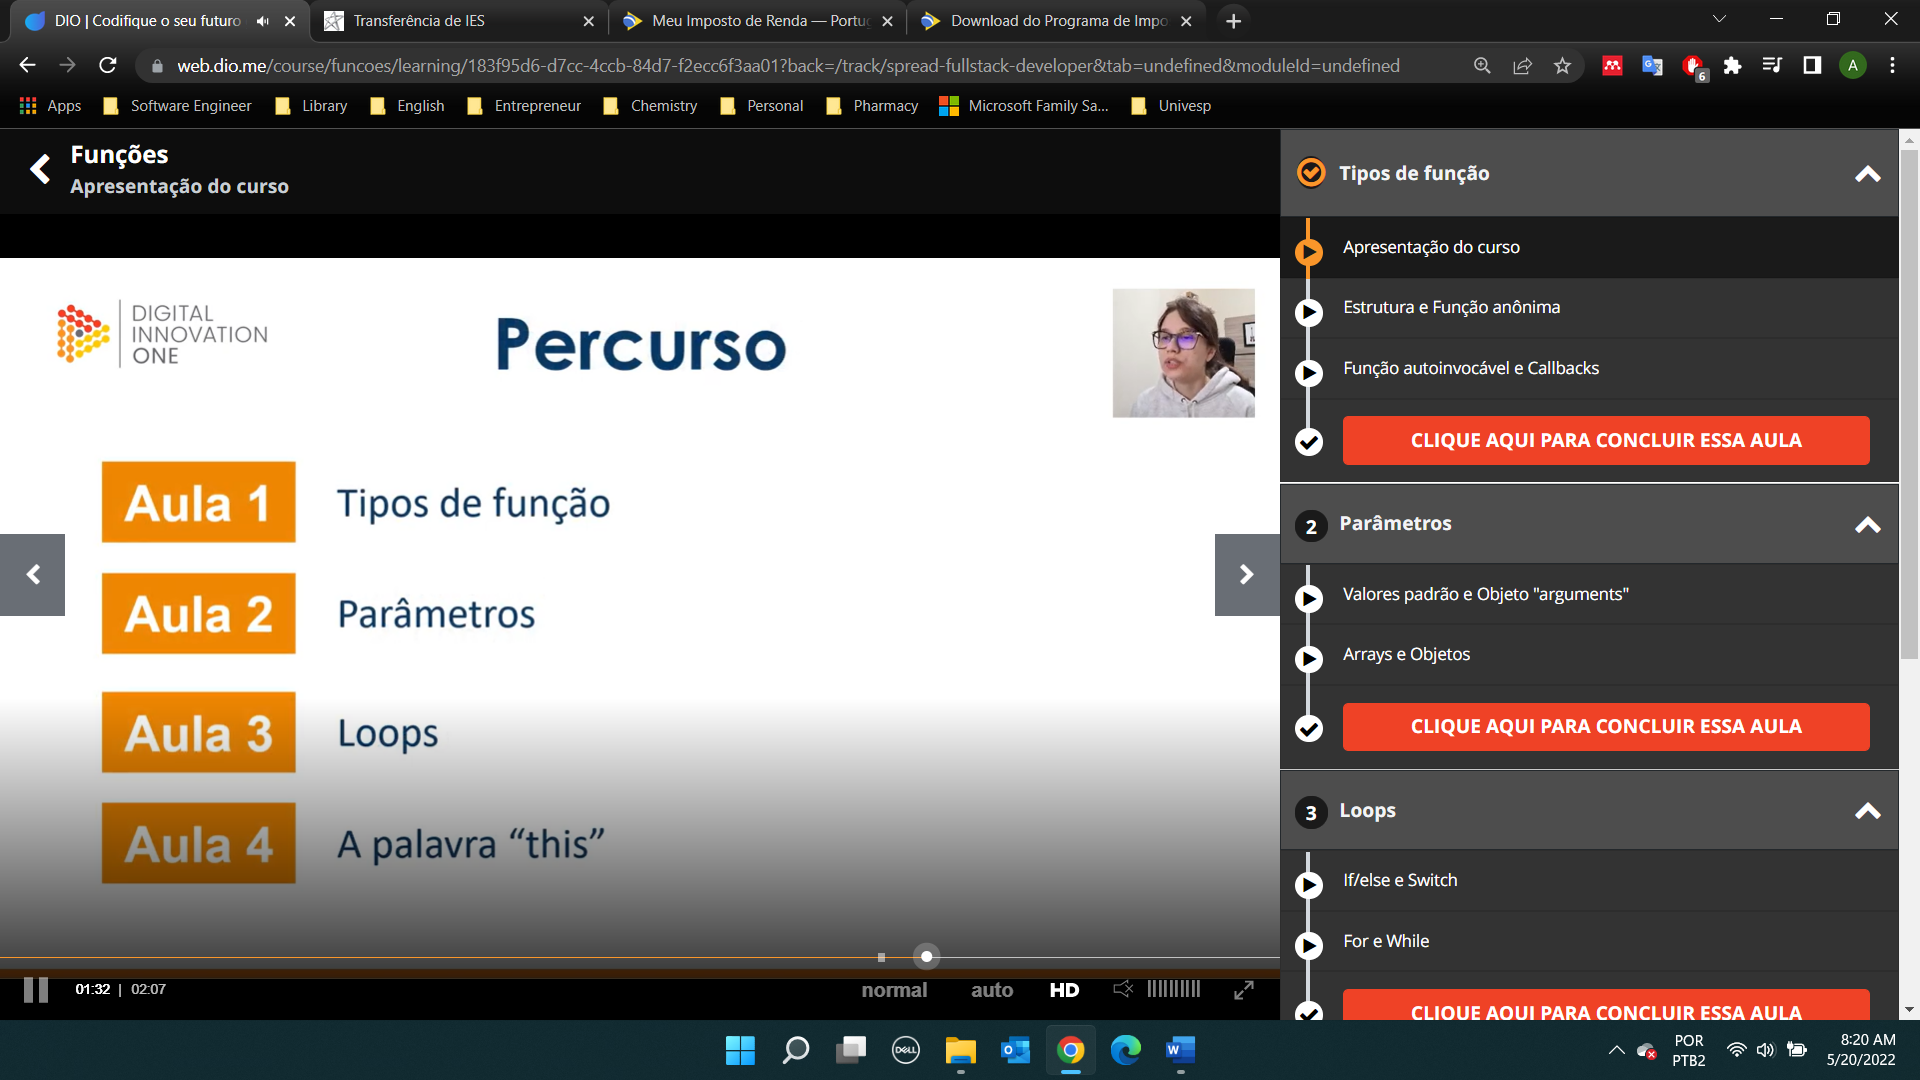 DIO | Codifique o seu futuro
Transferência de IES
Meu Imposto de Renda — Portug
Download do Programa de Impo
web.dio.me/course/funcoes/learning/183f95d6-d7cc-4ccb-84d7-f2ecc6f3aa01?back=/track/spread-fullstack-developer&tab=undefined&moduleId=undefined
6
A
Apps
Software Engineer
Library
English
Entrepreneur
Chemistry
Personal
Pharmacy
Microsoft Family Sa...
Univesp
Funções
Apresentação do curso
DIGITAL
INNOVATION
ONE
Percurso
Aula 1 Tipos de função
Aula 2 Parâmetros
Aula 3 Loops
Aula 4 A palavra “this”
01:32 | 02:07
normal
auto
HD
Tipos de função
Apresentação do curso
Estrutura e Função anônima
Função autoinvocável e Callbacks
CLIQUE AQUI PARA CONCLUIR ESSA AULA
2 Parâmetros
Valores padrão e Objeto "arguments"
Arrays e Objetos
CLIQUE AQUI PARA CONCLUIR ESSA AULA
3 Loops
If/else e Switch
For e While
CLIQUE AQUI PARA CONCLUIR ESSA AULA
DELL
POR
PTB2
8:20 AM
5/20/2022